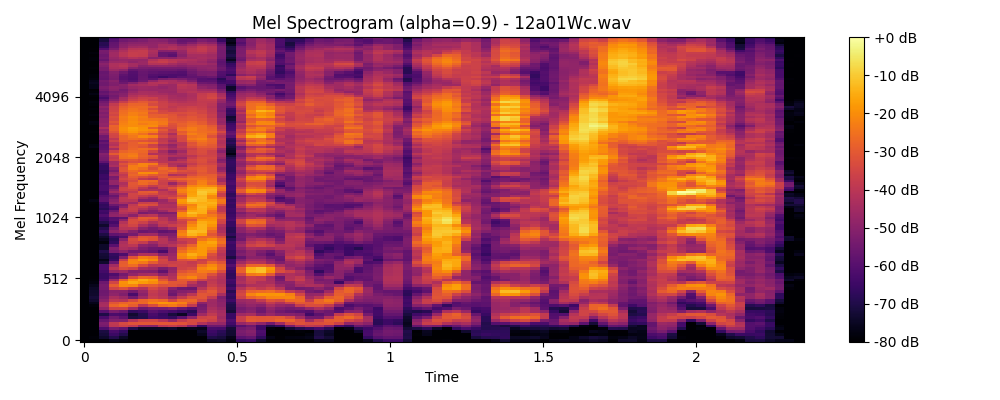 Mel Spectrogram (alpha=0.9) - 12a01Wc.wav
+0 dB
-10 dB
-20 dB
-30 dB
-40 dB
-50 dB
-60 dB
-70 dB
-80 dB
4096
2048
1024
512
0
Mel Frequency
0
0.5
1
1.5
2
Time